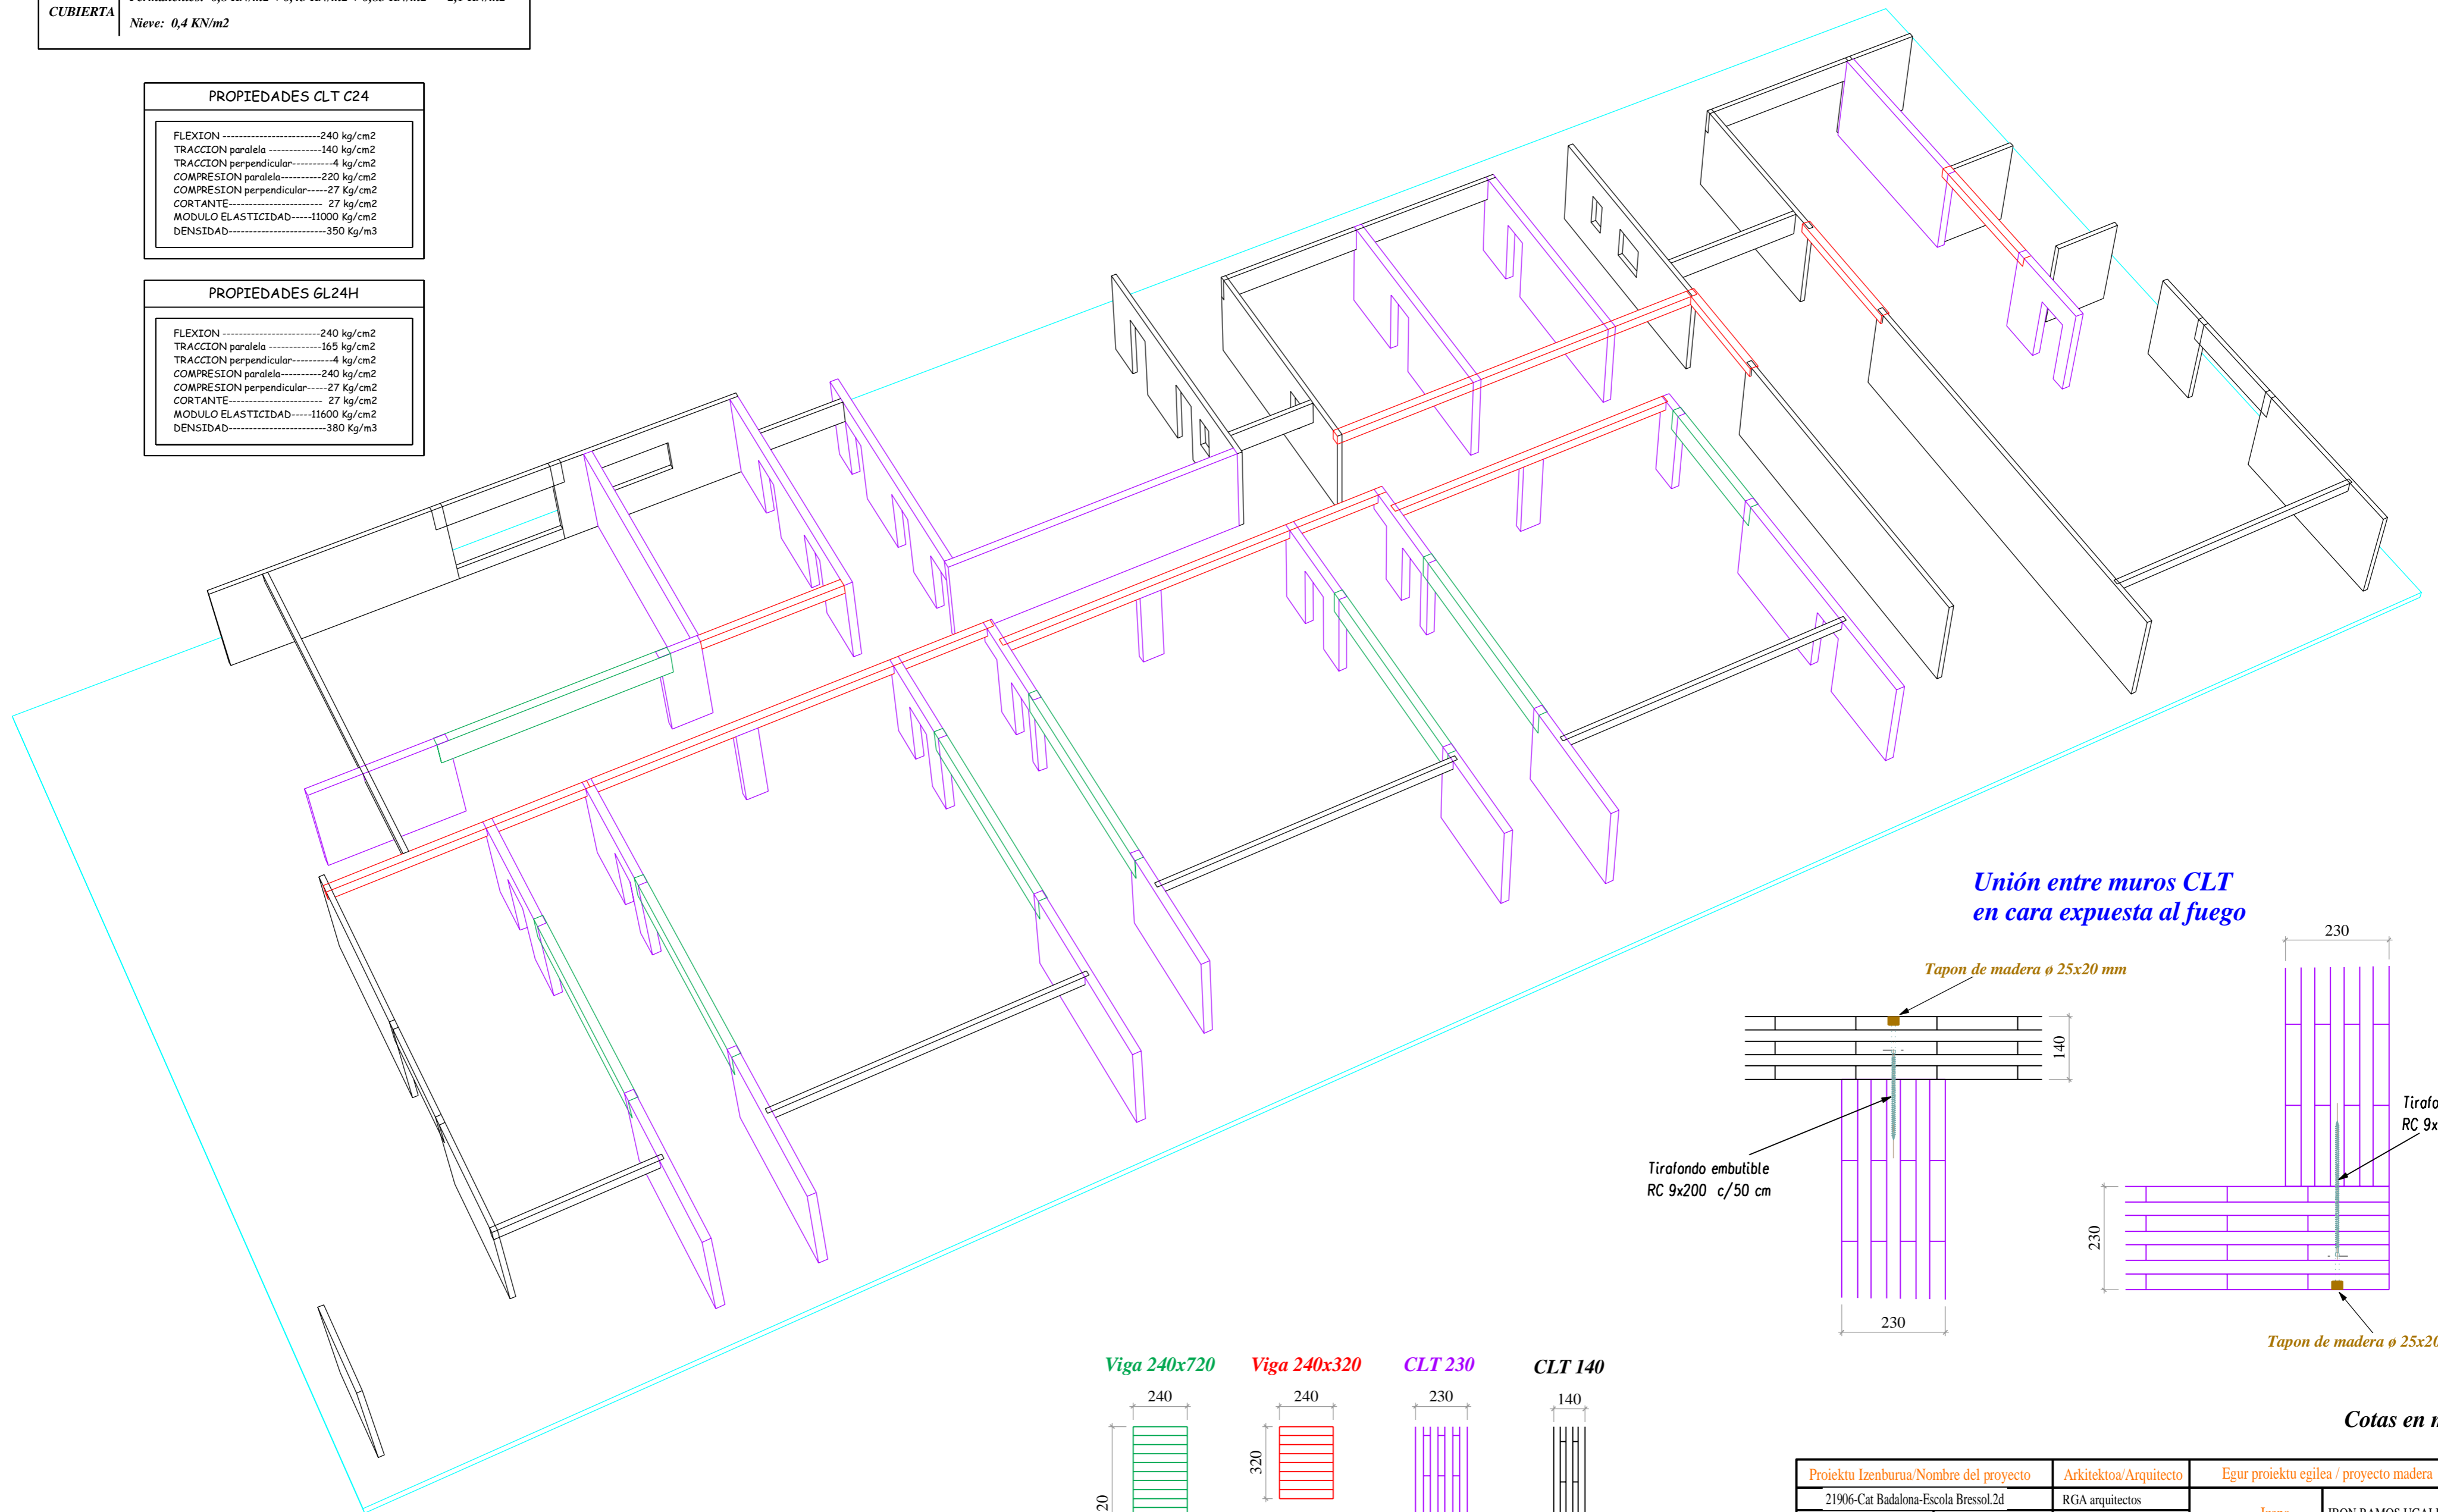 CUBIERTA
Nieve: 0,4 KN/m2
PROPIEDADES CLT C24
FLEXION ------------------------240 kg/cm2
TRACCION paralela -------------140 kg/cm2
TRACCION perpendicular----------4 kg/cm2
COMPRESION paralela----------220 kg/cm2
COMPRESION perpendicular-----27 Kg/cm2
CORTANTE----------------------- 27 kg/cm2
MODULO ELASTICIDAD-----11000 Kg/cm2
DENSIDAD------------------------350 Kg/m3
PROPIEDADES GL24H
FLEXION ------------------------240 kg/cm2
TRACCION paralela -------------165 kg/cm2
TRACCION perpendicular----------4 kg/cm2
COMPRESION paralela----------240 kg/cm2
COMPRESION perpendicular-----27 Kg/cm2
CORTANTE----------------------- 27 kg/cm2
MODULO ELASTICIDAD-----11600 Kg/cm2
DENSIDAD------------------------380 Kg/m3
Unión entre muros CLT
en cara expuesta al fuego
230
Tapon de madera ø 25x20 mm
140
Tirafondo embutible
RC 9x200 c/50 cm
230
230
Tapon de madera ø 25x20
Viga 240x720
Viga 240x320
CLT 230
CLT 140
240
240
230
140
320
Cotas en
Proiektu Izenburua/Nombre del proyecto
Arkitektoa/Arquitecto
Egur proiektu egilea / proyecto madera
21906-Cat Badalona-Escola Bressol.2d
RGA arquitectos